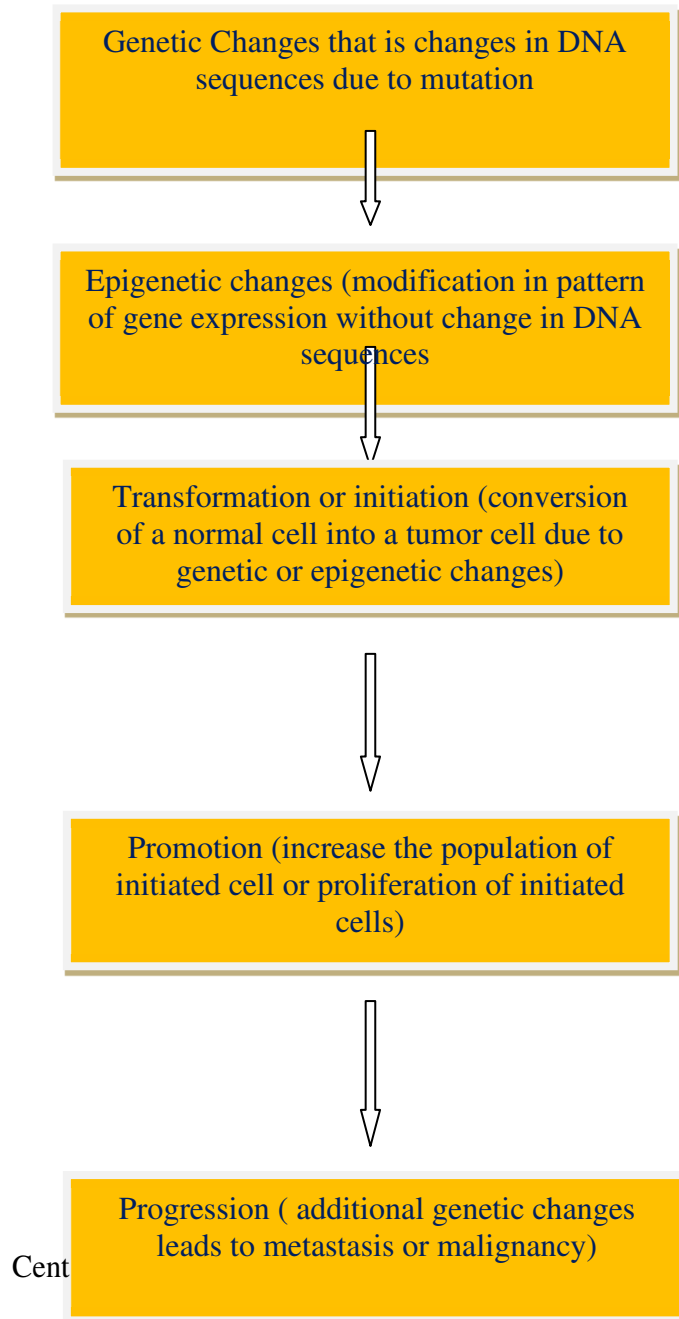 Genetic Changes that is changes in DNA
sequences due to mutation
Epigenetic changes (modification in pattern
of gene expression without change in DNA
sequences
Transformation or initiation (conversion
of a normal cell into a tumor cell due to
genetic or epigenetic changes)
Promotion (increase the population of
initiated cell or proliferation of initiated
cells)
Progression ( additional genetic changes
leads to metastasis or malignancy)
Cent